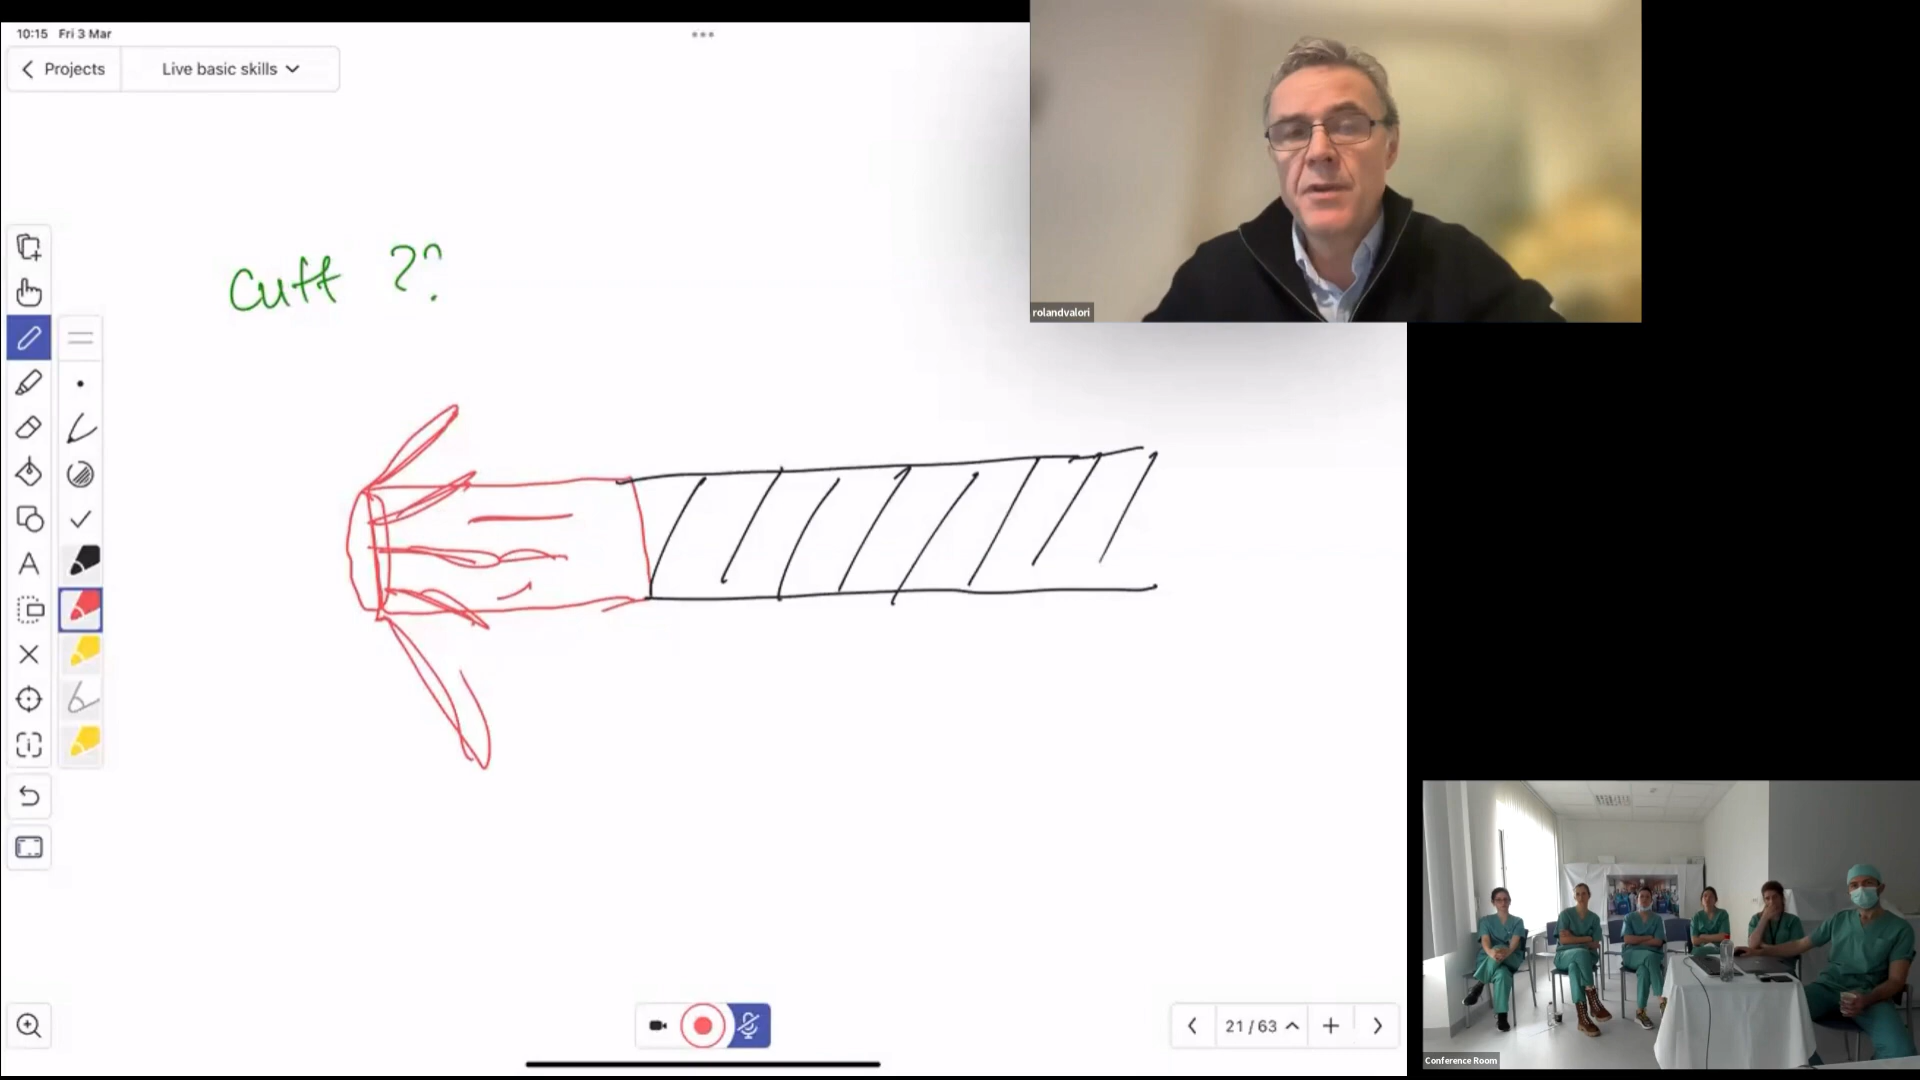 10:15 Fri 3 Mar
Projects
Live basic skills
cuff ??
rolandvalori
A
21 / 63
Conference Room